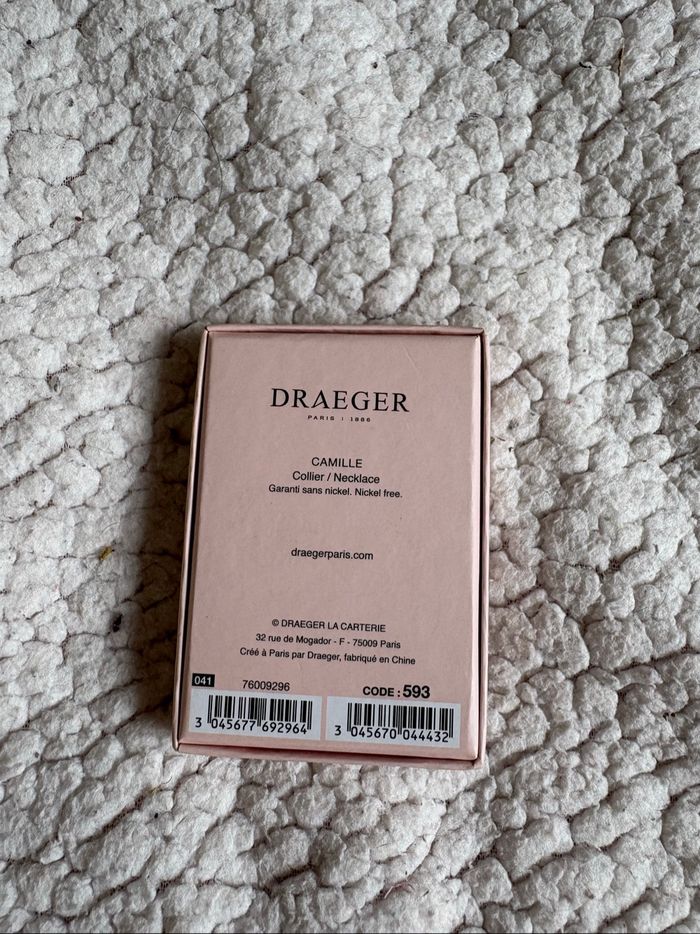 DRAEGER
PARIS | 1886
CAMILLE
Collier / Necklace
Garanti sans nickel. Nickel free.
draegerparis.com
© DRAEGER LA CARTERIE
32 rue de Mogador - F - 75009 Paris
Créé à Paris par Draeger, fabriqué en Chine
041 76009296 CODE : 593
3 045677 692964 3 045670 044432